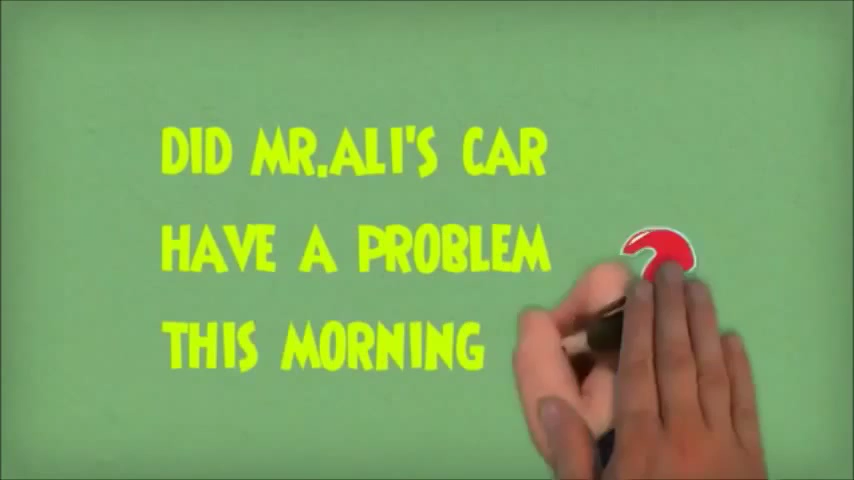 DID MR.ALI'S CAR
HAVE A PROBLEM
THIS MORNING ?